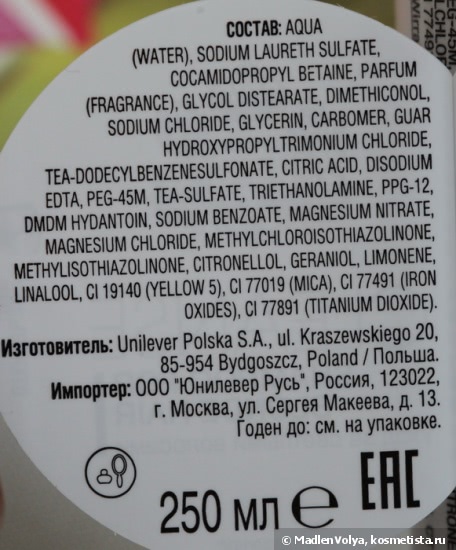 СОСТАВ: AQUA
(WATER), SODIUM LAURETH SULFATE,
COCAMIDOPROPYL BETAINE, PARFUM
(FRAGRANCE), GLYCOL DISTEARATE, DIMETHICONOL,
SODIUM CHLORIDE, GLYCERIN, CARBOMER, GUAR
HYDROXYPROPYLTRIMONIUM CHLORIDE,
TEA-DODECYLBENZENESULFONATE, CITRIC ACID, DISODIUM
EDTA, PEG-45M, TEA-SULFATE, TRIETHANOLAMINE, PPG-12,
DMDM HYDANTOIN, SODIUM BENZOATE, MAGNESIUM NITRATE,
MAGNESIUM CHLORIDE, METHYLCHLOROISOTHIAZOLINONE,
METHYLISOTHIAZOLINONE, CITRONELLOL, GERANIOL, LIMONENE,
LINALOOL, CI 19140 (YELLOW 5), CI 77019 (MICA), CI 77491 (IRON
OXIDES), CI 77891 (TITANIUM DIOXIDE).
Изготовитель: Unilever Polska S.A., ul. Kraszewskiego 20,
85-954 Bydgoszcz, Poland / Польша.
Импортер: ООО "Юнилевер Русь", Россия, 123022,
г. Москва, ул. Сергея Макеева, д. 13.
Годен до: см. на упаковке.
250 мл e
EAC
© MadlenVolya, kosmetista.ru